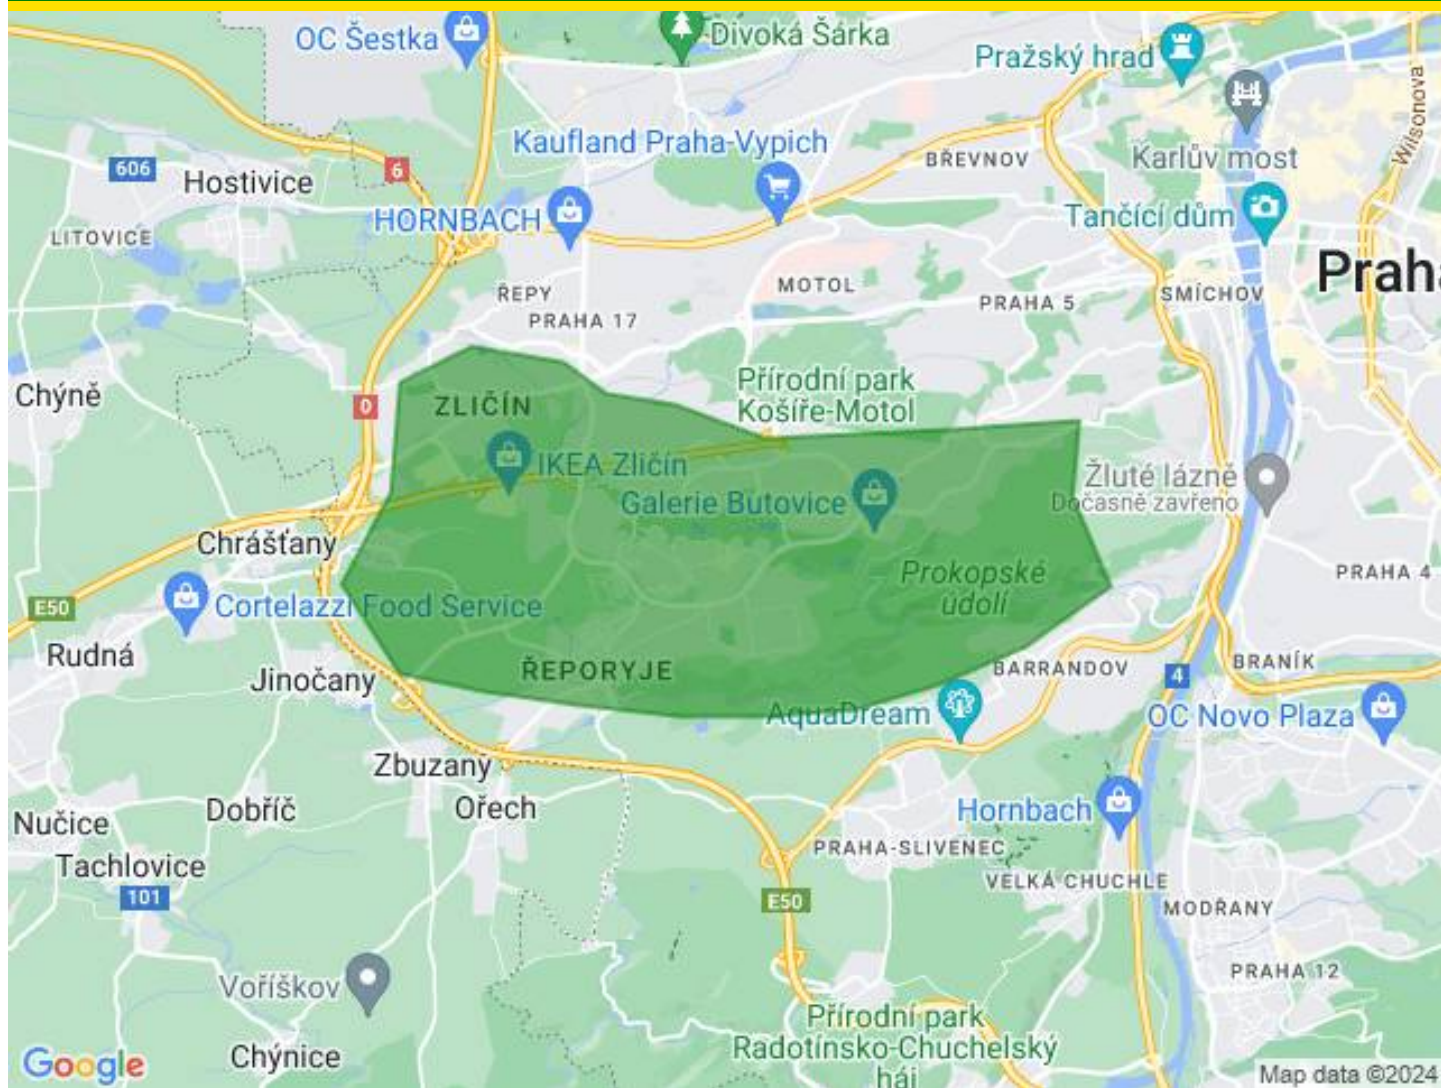 OC Šestka
Divoká Šárka
Pražský hrad
Wilsonova
Kaufland Praha-Vypich
BŘEVNOV
Karlův most
606
6
Hostivice
HORNBACH
Tančící dům
LITOVICE
Praha
ŘEPY
MOTOL
PRAHA 5
SMÍCHOV
PRAHA 17
Chýně
0
ZLIČÍN
Přírodní park
Košíře-Motol
IKEA Zličín
Galerie Butovice
Žluté lázně
Dočasně zavřeno
Chrášťany
Prokopské
údolí
PRAHA 4
E50
Cortelazzi Food Service
Rudná
Jinočany
ŘEPORYJE
BARRANDOV
4
BRANÍK
AquaDream
OC Novo Plaza
Zbuzany
Dobříč
Ořech
Hornbach
Nučice
Tachlovice
PRAHA-SLIVENEC
101
VELKÁ CHUCHLE
E50
MODŘANY
Voříškov
PRAHA 12
Přírodní park
Radotínsko-Chuchelský
háj
Chýnice
Google
Map data ©2024